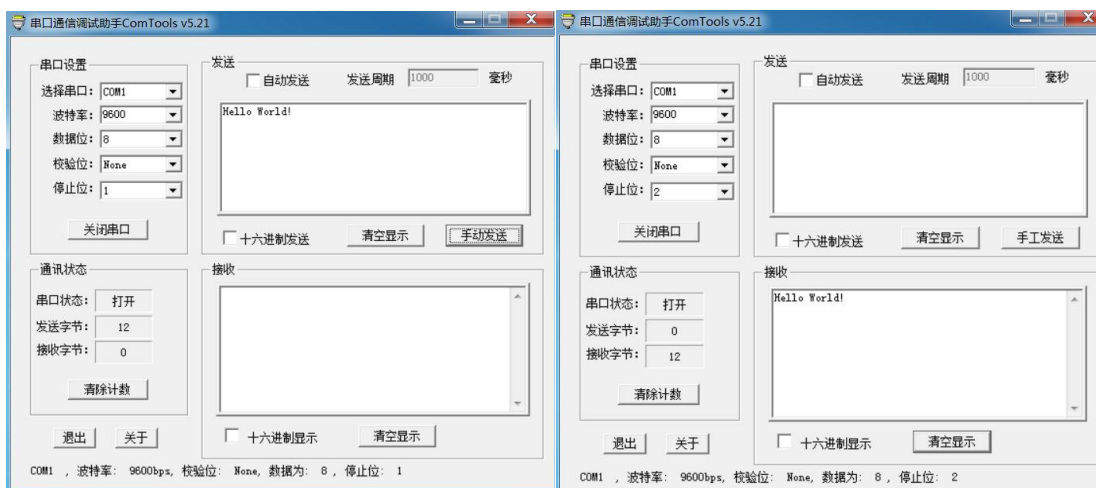 串口通信调试助手ComTools v5.21
串口设置
选择串口: COM1
波特率: 9600
数据位: 8
校验位: None
停止位: 1
关闭串口
发送
自动发送 发送周期 1000 毫秒
Hello World!
十六进制发送 清空显示 手动发送
通讯状态
串口状态: 打开
发送字节: 12
接收字节: 0
清除计数
接收
退出 关于
十六进制显示 清空显示
COM1 , 波特率: 9600bps, 校验位: None, 数据为: 8 , 停止位: 1
串口通信调试助手ComTools v5.21
串口设置
选择串口: COM1
波特率: 9600
数据位: 8
校验位: None
停止位: 2
关闭串口
发送
自动发送 发送周期 1000 毫秒
十六进制发送 清空显示 手工发送
通讯状态
串口状态: 打开
发送字节: 0
接收字节: 12
清除计数
接收
Hello World!
退出 关于
十六进制显示 清空显示
COM1 , 波特率: 9600bps, 校验位: None, 数据为: 8 , 停止位: 2